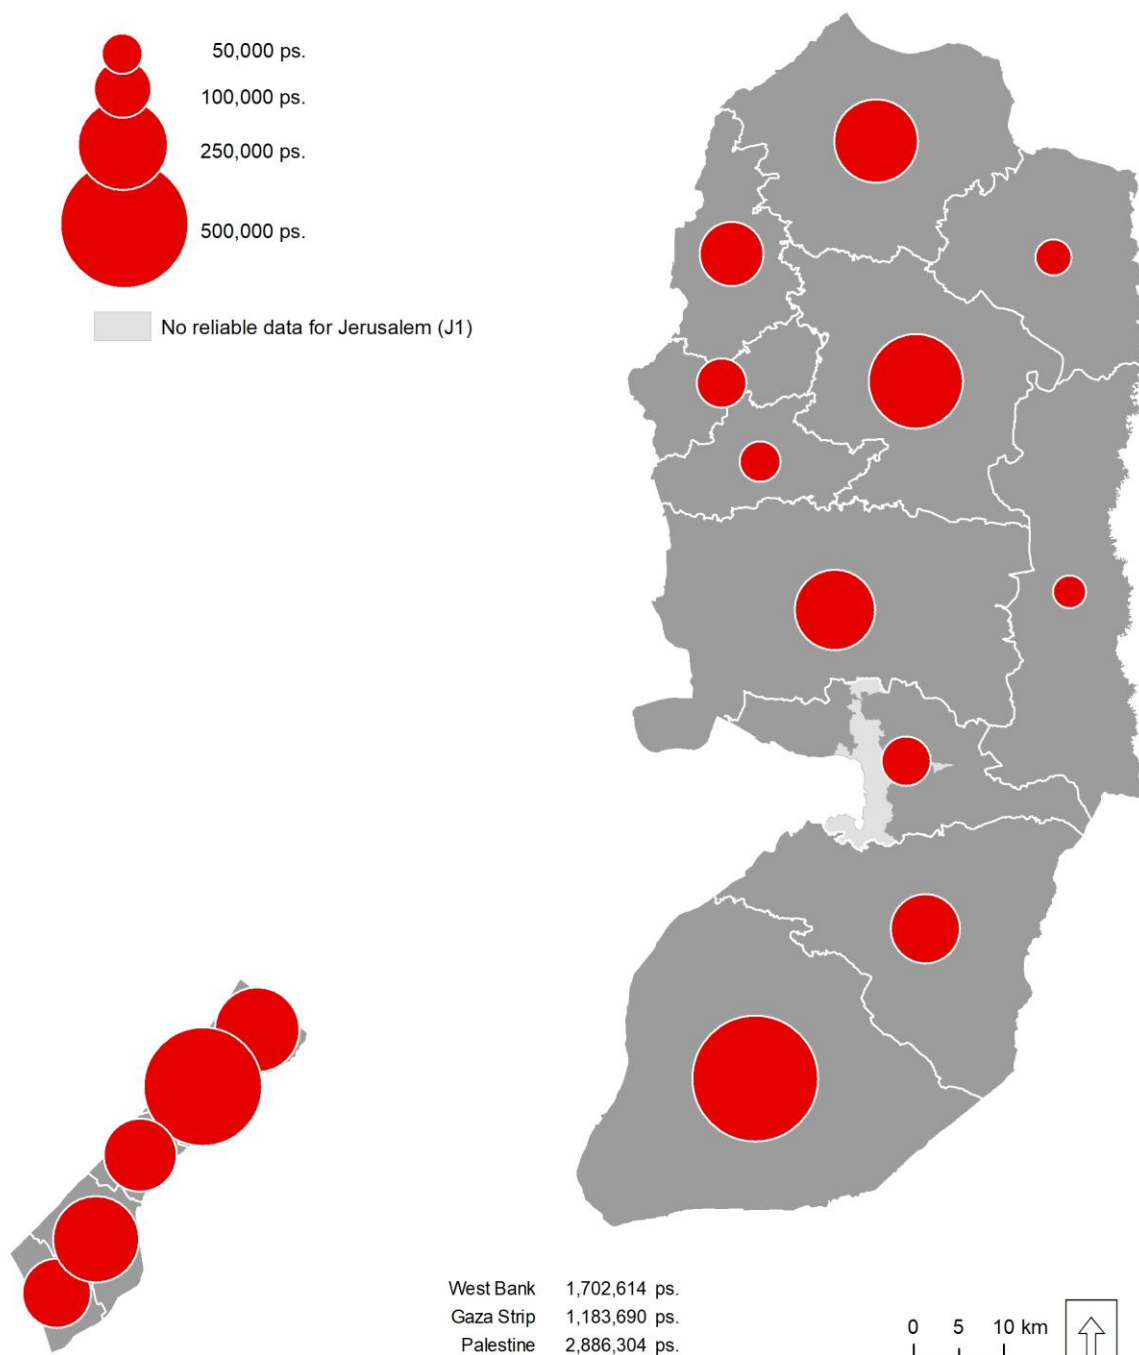 50,000 ps.
100,000 ps.
250,000 ps.
500,000 ps.
No reliable data for Jerusalem (J1)
West Bank 1,702,614 ps.
Gaza Strip 1,183,690 ps.
Palestine 2,886,304 ps.
0 5 10 km